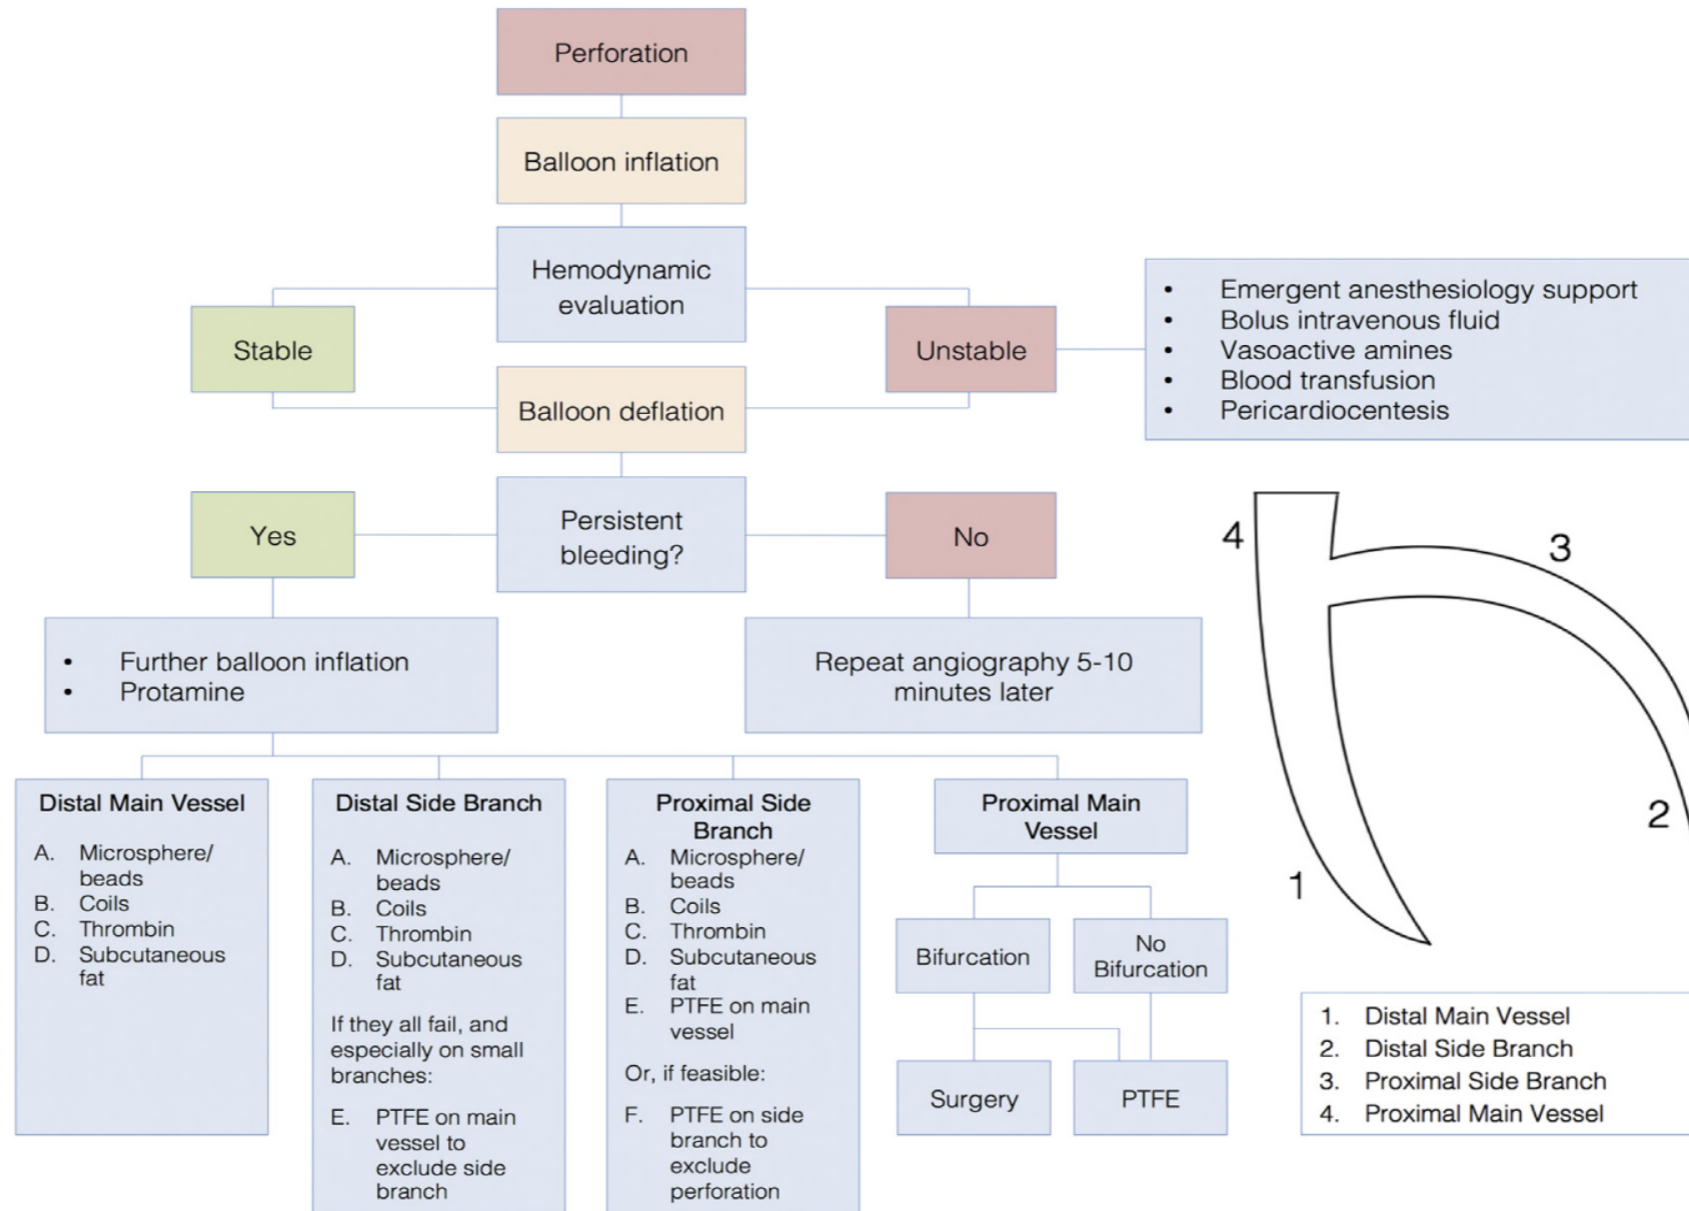 Perforation
Balloon inflation
Hemodynamic
evaluation
Stable
Unstable
• Emergent anesthesiology support
• Bolus intravenous fluid
• Vasoactive amines
• Blood transfusion
• Pericardiocentesis
Balloon deflation
Yes
Persistent
bleeding?
No
• Further balloon inflation
• Protamine
Repeat angiography 5-10
minutes later
Distal Main Vessel
A. Microsphere/
beads
B. Coils
C. Thrombin
D. Subcutaneous
fat
Distal Side Branch
A. Microsphere/
beads
B. Coils
C. Thrombin
D. Subcutaneous
fat
If they all fail, and
especially on small
branches:
E. PTFE on main
vessel to
exclude side
branch
Proximal Side
Branch
A. Microsphere/
beads
B. Coils
C. Thrombin
D. Subcutaneous
fat
E. PTFE on main
vessel
Or, if feasible:
F. PTFE on side
branch to
exclude
perforation
Proximal Main
Vessel
Bifurcation
No
Bifurcation
Surgery
PTFE
4
3
2
1
1. Distal Main Vessel
2. Distal Side Branch
3. Proximal Side Branch
4. Proximal Main Vessel